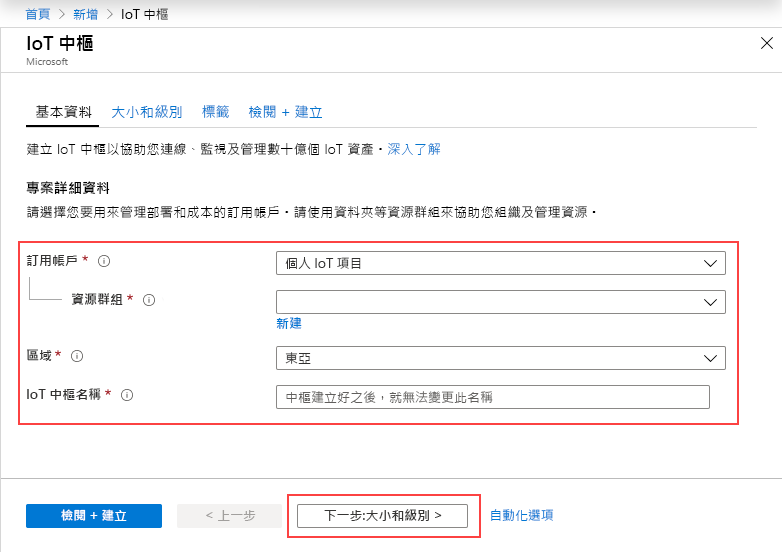 首頁 > 新增 > IoT 中樞
IoT 中樞
Microsoft
基本資料 大小和級別 標籤 檢閱 + 建立
建立 IoT 中樞以協助您連線、監視及管理數十億個 IoT 資產。深入了解
專案詳細資料
請選擇您要用來管理部署和成本的訂用帳戶。請使用資料夾等資源群組來協助您組織及管理資源。
訂用帳戶 * 個人 IoT 項目
資源群組 *
新建
區域 * 東亞
IoT 中樞名稱 * 中樞建立好之後，就無法變更此名稱
檢閱 + 建立 < 上一步 下一步:大小和級別 > 自動化選項